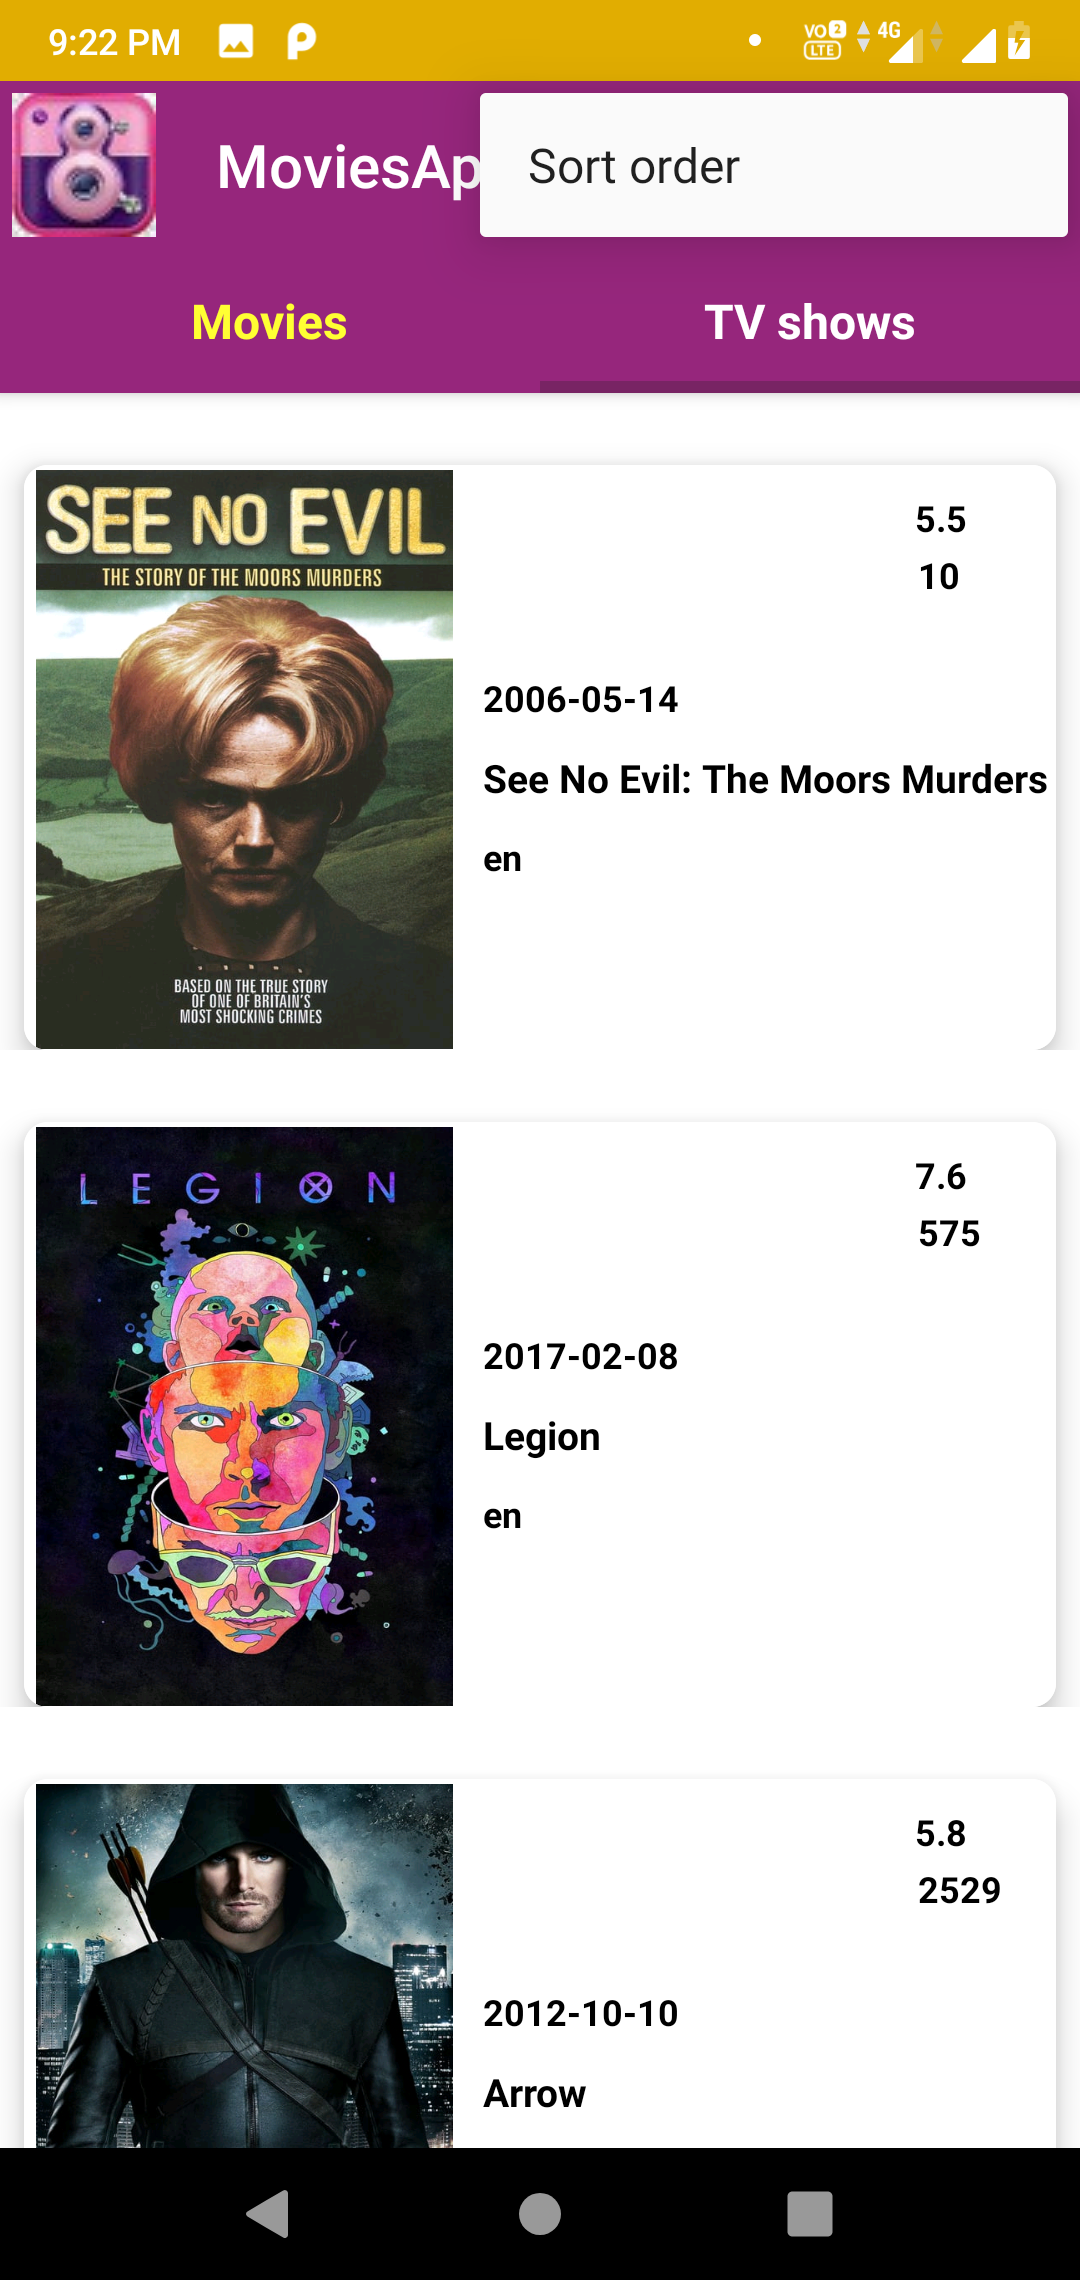 9:22 PM
VO 2 LTE 4G
MoviesAp
Sort order
Movies
TV shows
SEE NO EVIL
THE STORY OF THE MOORS MURDERS
BASED ON THE TRUE STORY
OF ONE OF BRITAIN'S
MOST SHOCKING CRIMES
5.5
10
2006-05-14
See No Evil: The Moors Murders
en
LEGION
7.6
575
2017-02-08
Legion
en
5.8
2529
2012-10-10
Arrow